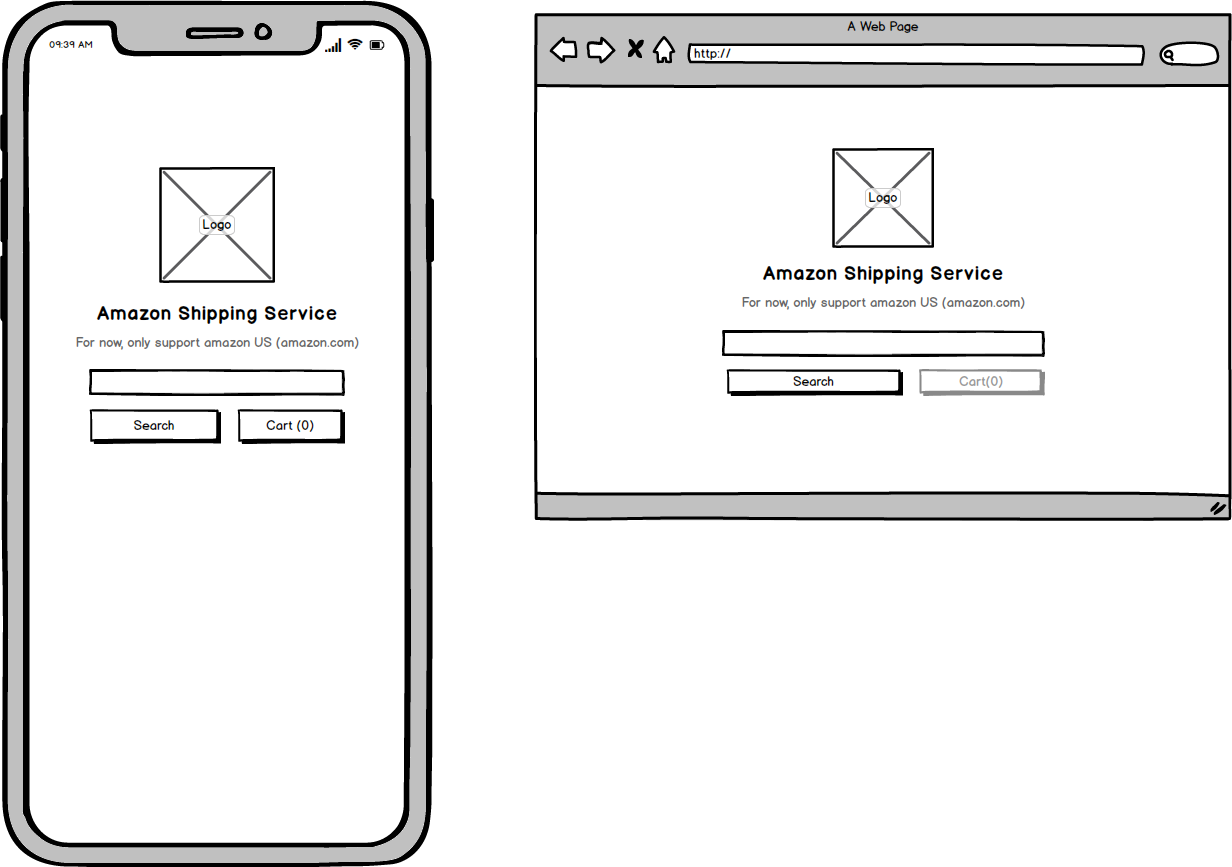 09:39 AM
Logo
Amazon Shipping Service
For now, only support amazon US (amazon.com)
Search
Cart (0)
A Web Page
http://
Logo
Amazon Shipping Service
For now, only support amazon US (amazon.com)
Search
Cart(0)